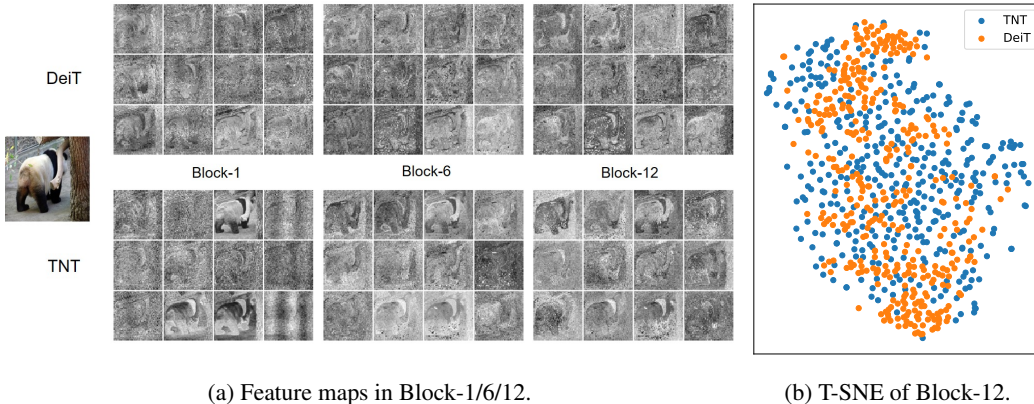 DeiT
Block-1
Block-6
Block-12
TNT
TNT
DeiT
(a) Feature maps in Block-1/6/12.
(b) T-SNE of Block-12.